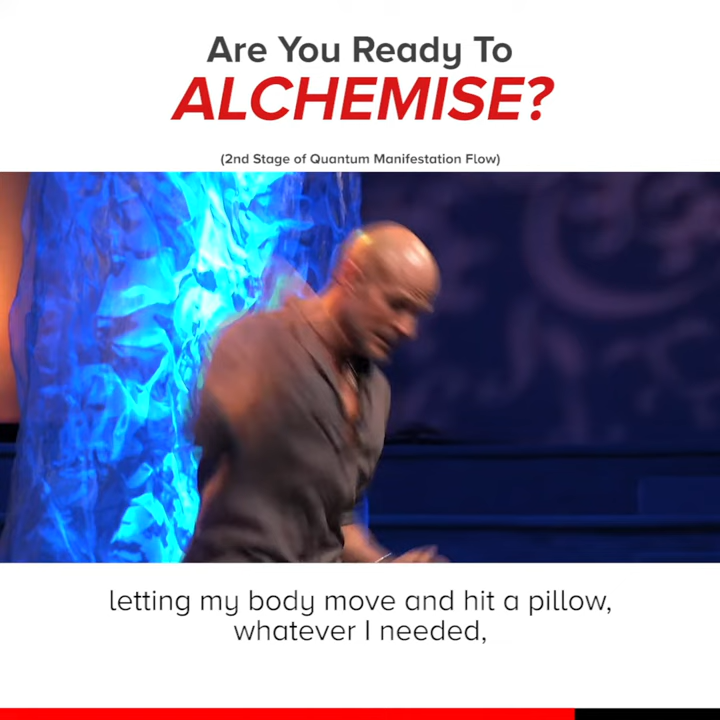 Are You Ready To
ALCHEMISE?
(2nd Stage of Quantum Manifestation Flow)
letting my body move and hit a pillow,
whatever I needed,